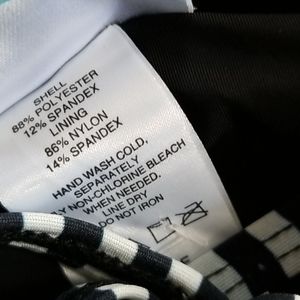 SHELL
88% POLYESTER
12% SPANDEX
LINING
86% NYLON
14% SPANDEX
HAND WASH COLD,
SEPARATELY
NON-CHLORINE BLEACH
WHEN NEEDED.
LINE DRY.
DO NOT IRON